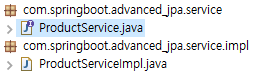 com.springboot.advanced_jpa.service
ProductService.java
com.springboot.advanced_jpa.service.impl
ProductServiceImpl.java